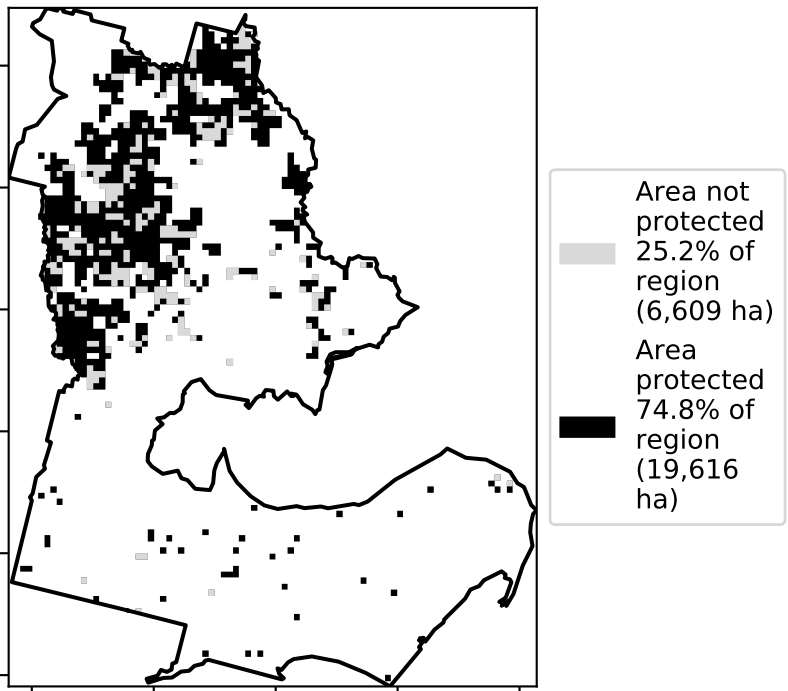 Area not
protected
25.2% of
region
(6,609 ha)
Area
protected
74.8% of
region
(19,616
ha)